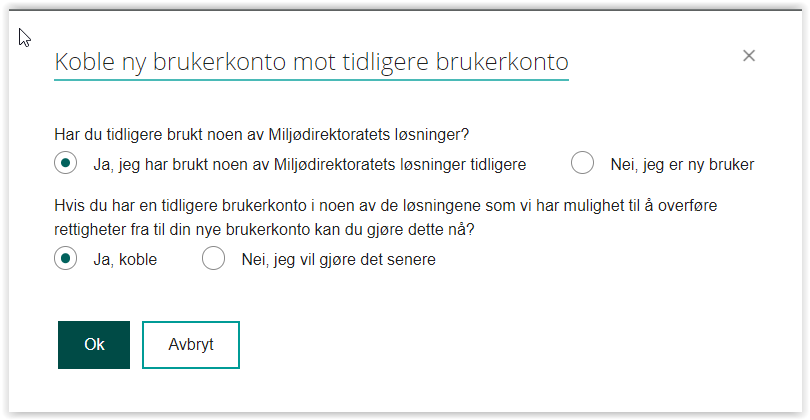 Koble ny brukerkonto mot tidligere brukerkonto
Har du tidligere brukt noen av Miljødirektoratets løsninger?
Ja, jeg har brukt noen av Miljødirektoratets løsninger tidligere
Nei, jeg er ny bruker
Hvis du har en tidligere brukerkonto i noen av de løsningene som vi har mulighet til å overføre
rettigheter fra til din nye brukerkonto kan du gjøre dette nå?
Ja, koble
Nei, jeg vil gjøre det senere
Ok
Avbryt